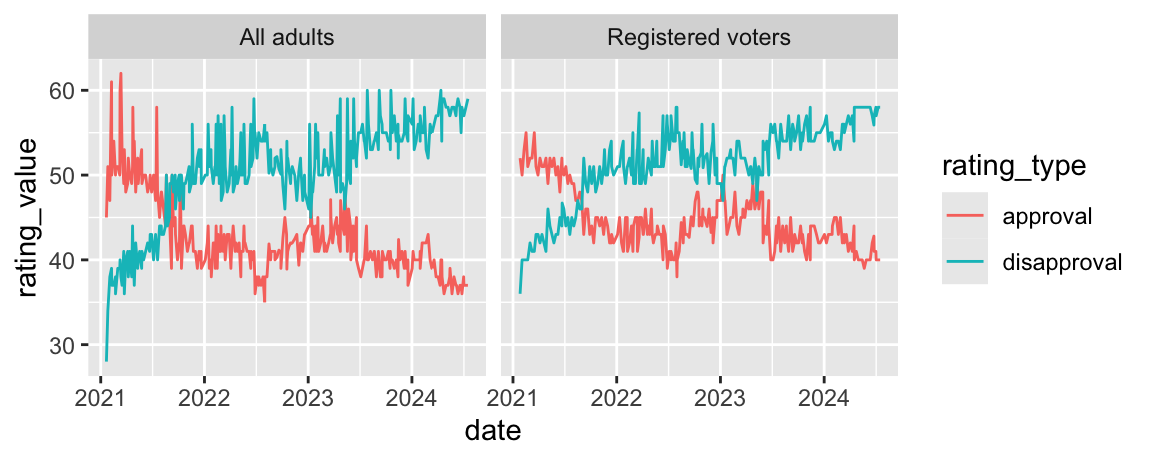 All adults
Registered voters
rating_value
60
50
40
30
2021
2022
2023
2024
2021
2022
2023
2024
date
rating_type
approval
disapproval